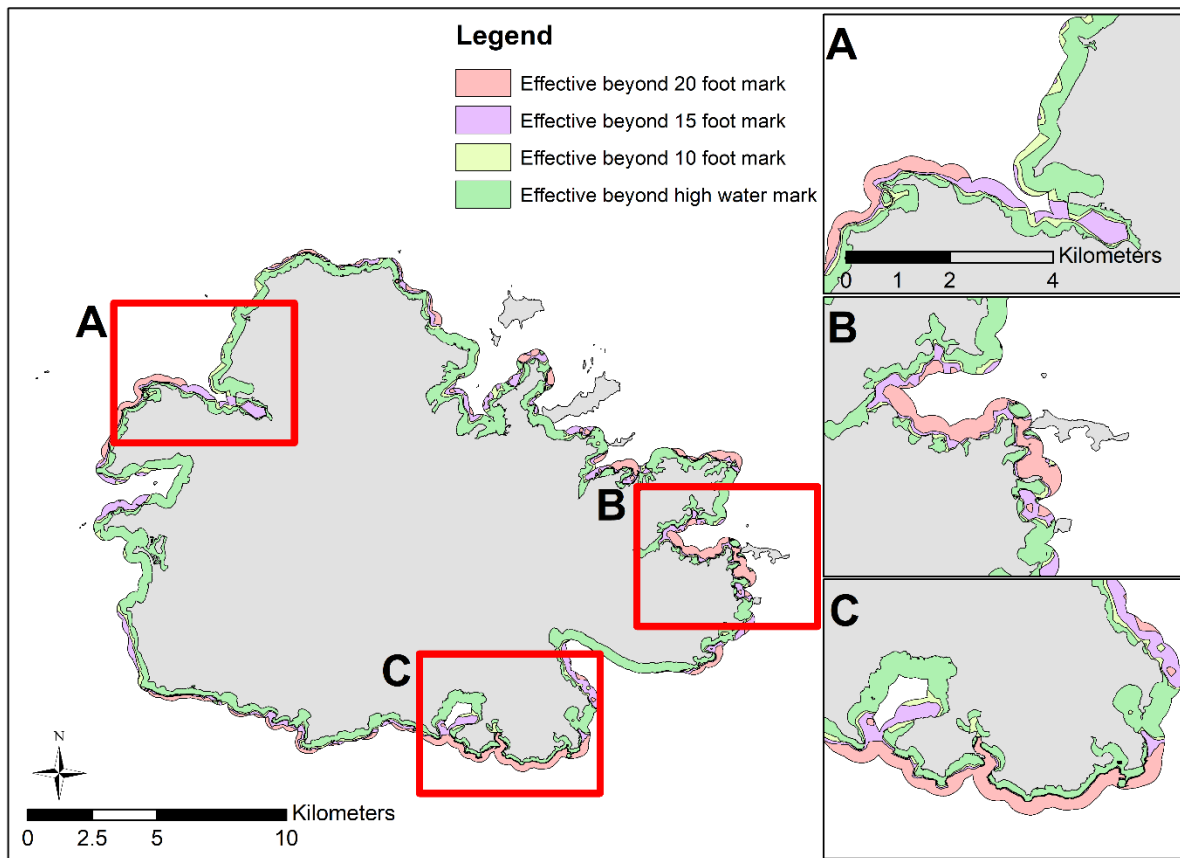 Legend
Effective beyond 20 foot mark
Effective beyond 15 foot mark
Effective beyond 10 foot mark
Effective beyond high water mark
A
B
C
N
Kilometers
0 2.5 5 10
A
Kilometers
0 1 2 4
B
C